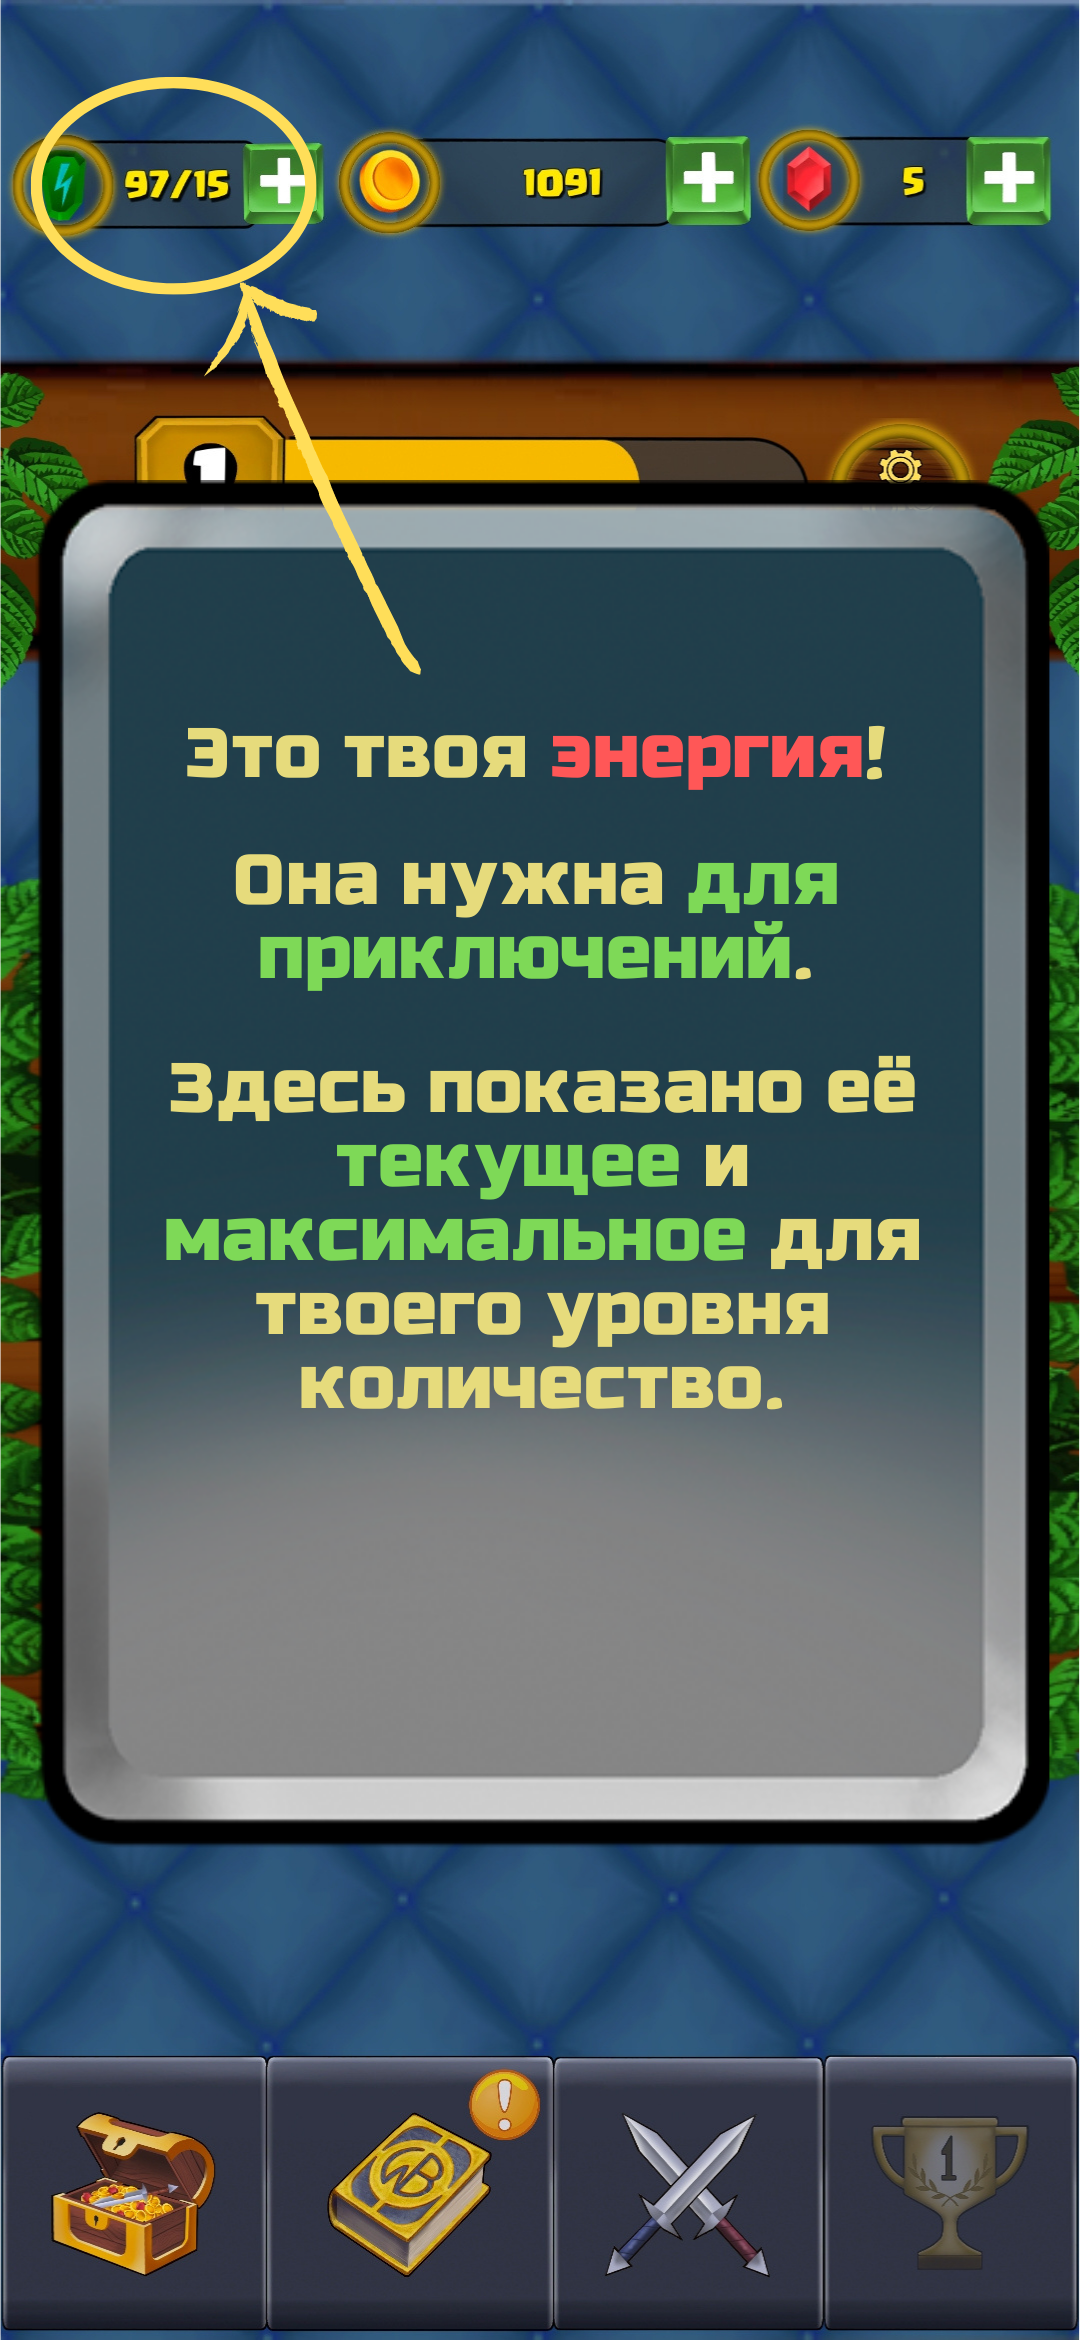 97/15 1091 5
1
Это твоя энергия!
Она нужна для
приключений.
Здесь показано её
текущее и
максимальное для
твоего уровня
количество.
WB
1